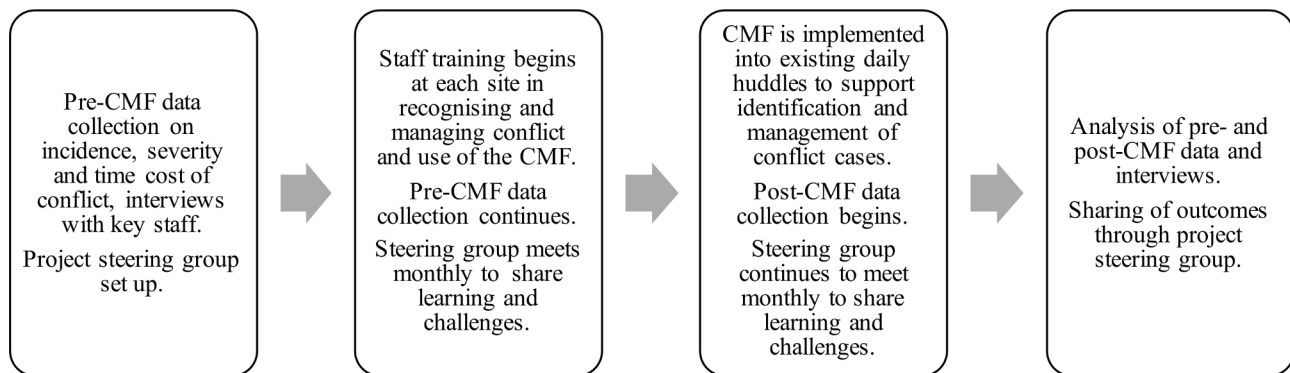 Pre-CMF data
collection on
incidence, severity
and time cost of
conflict, interviews
with key staff.
Project steering group
set up.
Staff training begins
at each site in
recognising and
managing conflict
and use of the CMF.
Pre-CMF data
collection continues.
Steering group meets
monthly to share
learning and
challenges.
CMF is implemented
into existing daily
huddles to support
identification and
management of
conflict cases.
Post-CMF data
collection begins.
Steering group
continues to meet
monthly to share
learning and
challenges.
Analysis of pre- and
post-CMF data and
interviews.
Sharing of outcomes
through project
steering group.